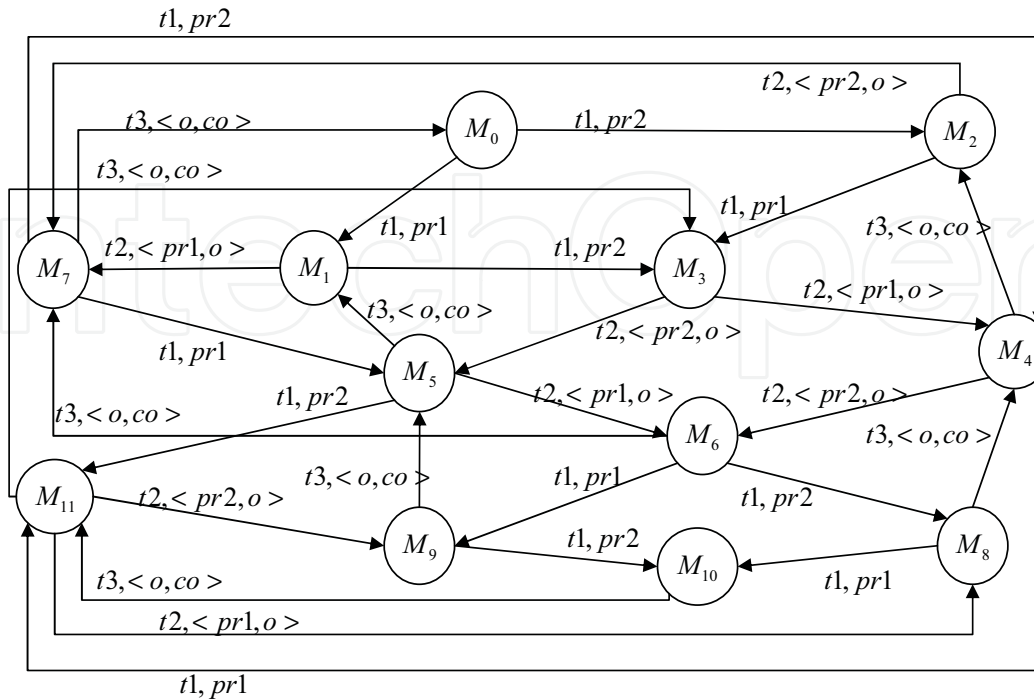 t1, pr2
t2, < pr2, o >
t3, < o, co >
M0
t1, pr2
M2
t3, < o, co >
t1, pr1
t1, pr1
t3, < o, co >
M7
t2, < pr1, o >
M1
t1, pr2
M3
t2, < pr1, o >
t3, < o, co >
t2, < pr2, o >
M4
t1, pr1
M5
t1, pr2
t2, < pr1, o >
t2, < pr2, o >
t3, < o, co >
M6
t3, < o, co >
M11
t2, < pr2, o >
t3, < o, co >
t1, pr1
t1, pr2
M9
t1, pr2
M10
M8
t1, pr1
t3, < o, co >
t2, < pr1, o >
t1, pr1
ntechOpen